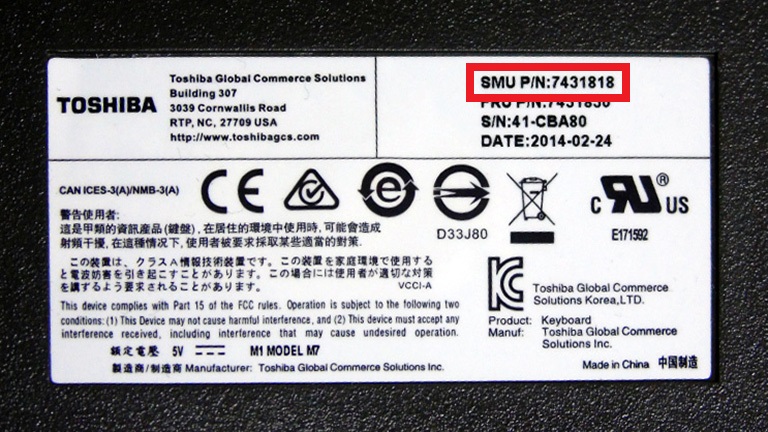 TOSHIBA
Toshiba Global Commerce Solutions
Building 307
3039 Cornwallis Road
RTP, NC, 27709 USA
http://www.toshibagcs.com
SMU P/N:7431818
FRU P/N:7431850
S/N:41-CBA80
DATE:2014-02-24
CAN ICES-3(A)/NMB-3(A)
CE
e
D33J80
c RU ® US
E171592
警告使用者:
這是甲類的資訊產品(鍵盤), 在居住的環境中使用時, 可能會造成
射頻干擾, 在這種情況下, 使用者被要求採取某些適當的對策.
この装置は、クラスA情報技術装置です。この装置を家庭環境で使用する
と電波妨害を引き起こすことがあります。この場合には使用者が適切な対策
を講ずるよう要求されることがあります。
VCCI-A
This device complies with Part 15 of the FCC rules. Operation is subject to the following two
conditions: (1) This Device may not cause harmful interference, and (2) This device must accept any
interference received, including interference that may cause undesired operation.
額定電壓 5V M1 MODEL M7
製造商/制造商 Manufacturer: Toshiba Global Commerce Solutions Inc.
Toshiba Global Commerce
Solutions Korea,LTD.
Product: Keyboard
Manuf: Toshiba Global Commerce
Solutions Inc.
Made in China 中国制造